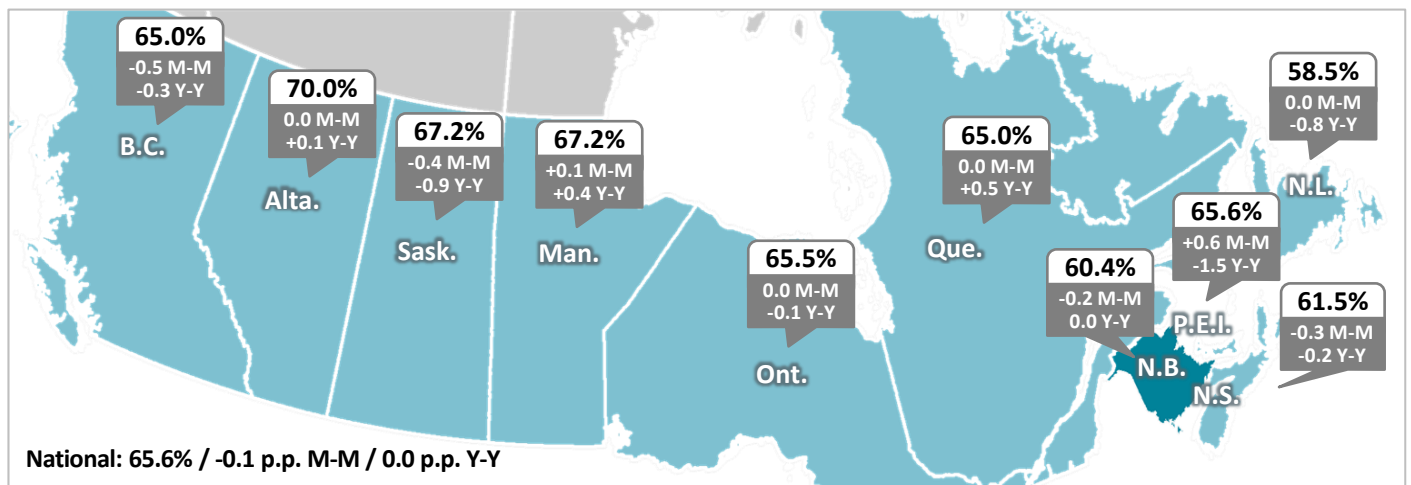 65.0%
-0.5 M-M
-0.3 Y-Y
B.C.
70.0%
0.0 M-M
+0.1 Y-Y
Alta.
67.2%
-0.4 M-M
-0.9 Y-Y
Sask.
67.2%
+0.1 M-M
+0.4 Y-Y
Man.
65.5%
0.0 M-M
-0.1 Y-Y
Ont.
65.0%
0.0 M-M
+0.5 Y-Y
Que.
60.4%
-0.2 M-M
0.0 Y-Y
N.B.
65.6%
+0.6 M-M
-1.5 Y-Y
P.E.I.
58.5%
0.0 M-M
-0.8 Y-Y
N.L.
61.5%
-0.3 M-M
-0.2 Y-Y
N.S.
National: 65.6% / -0.1 p.p. M-M / 0.0 p.p. Y-Y